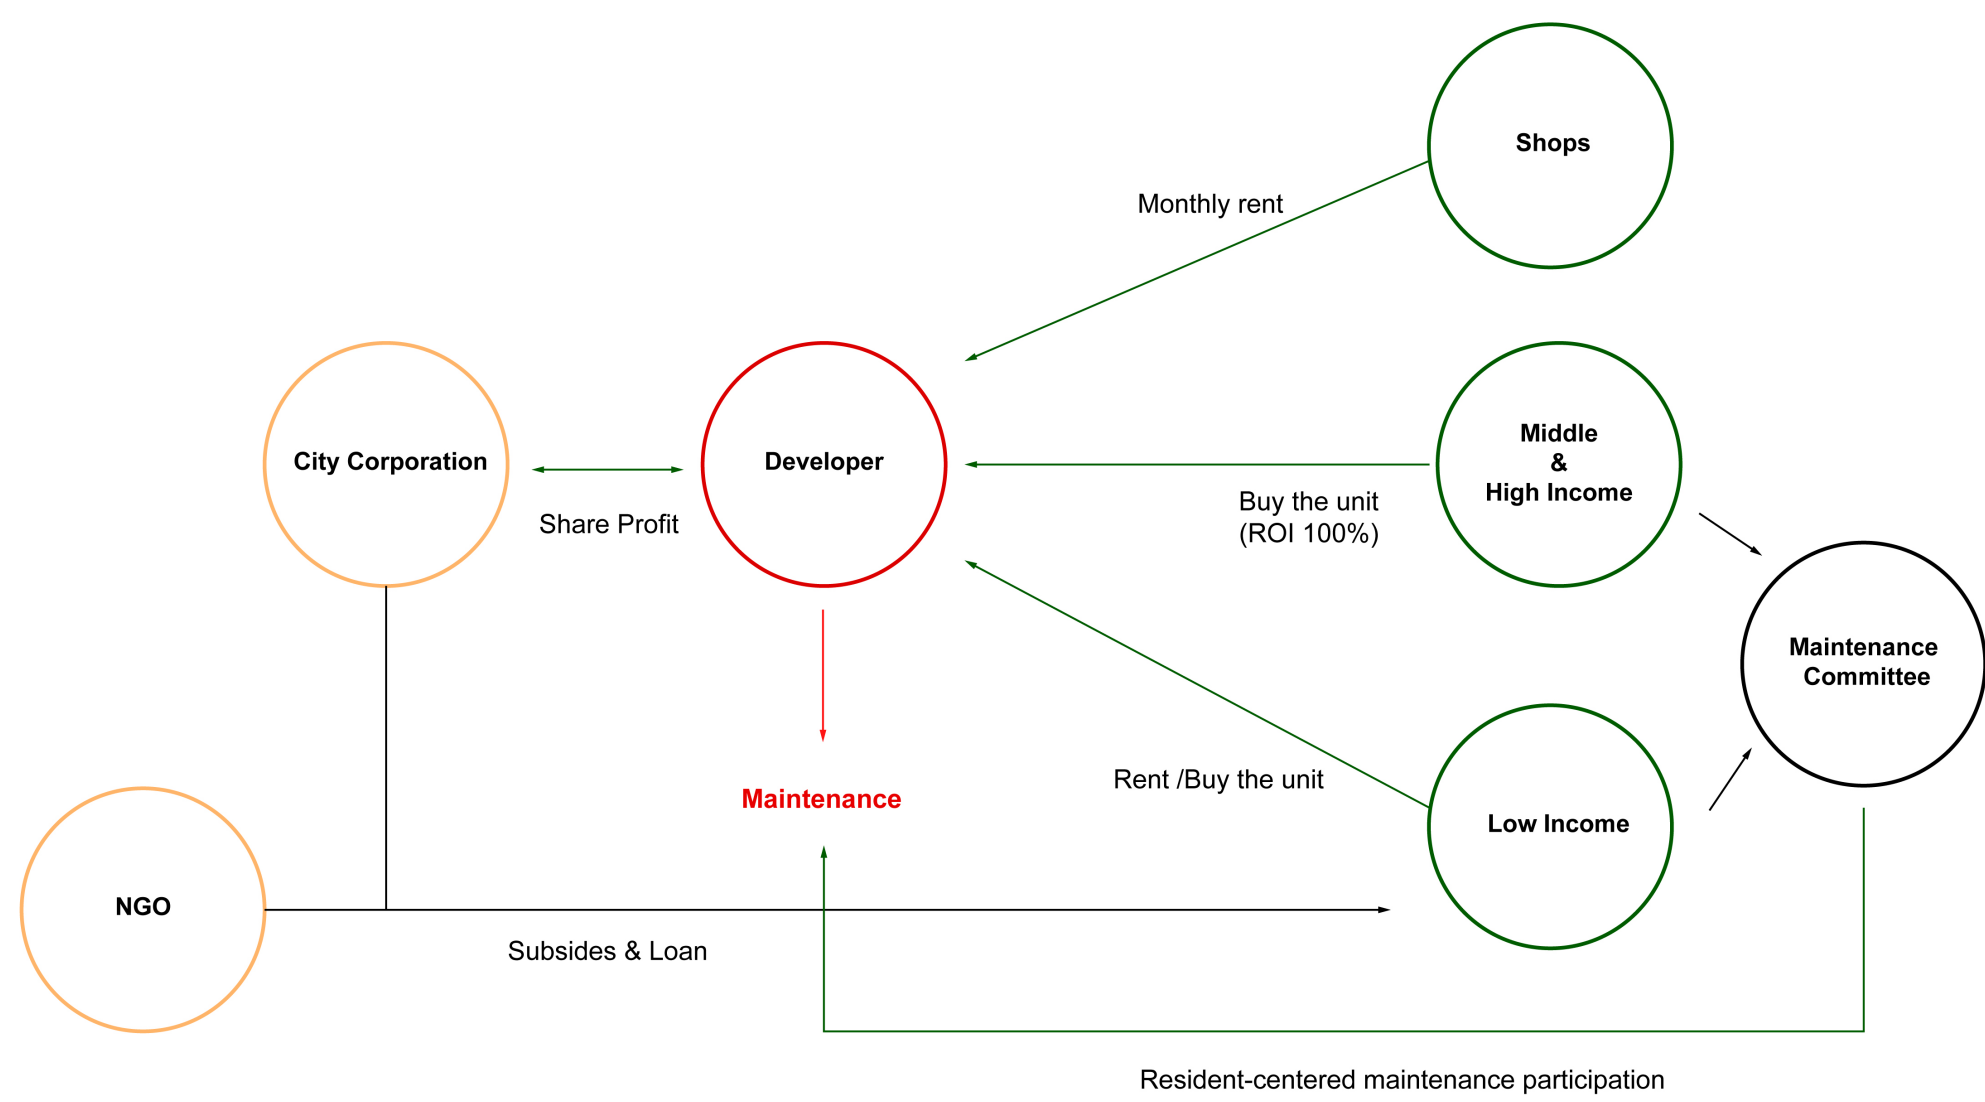 Shops
Monthly rent
City Corporation
Share Profit
Developer
Middle
&
High Income
Buy the unit
(ROI 100%)
Maintenance
Committee
Rent /Buy the unit
Maintenance
Low Income
NGO
Subsides & Loan
Resident-centered maintenance participation